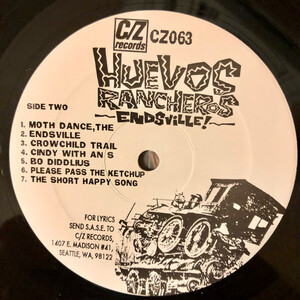 C/Z
records
CZ063
HUEVOS
RANCHEROS
ENDSVILLE!
SIDE TWO
1. MOTH DANCE,THE
2. ENDSVILLE
3. CROWCHILD TRAIL
4. CINDY WITH AN S
5. BO DIDDLIUS
6. PLEASE PASS THE KETCHUP
7. THE SHORT HAPPY SONG
FOR LYRICS
SEND S.A.S.E. TO
C/Z RECORDS,
1407 E. MADISON #41,
SEATTLE, WA, 98122